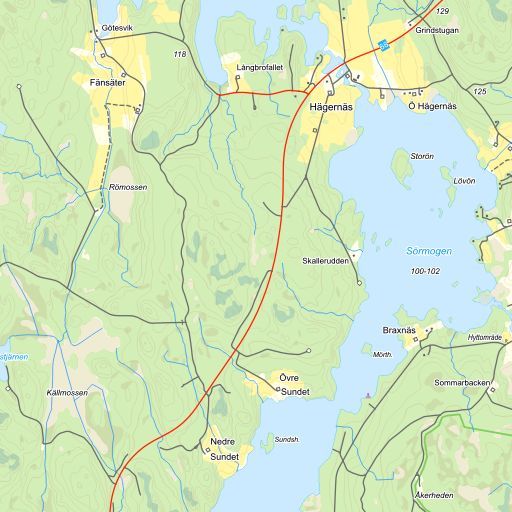 Götesvik
129
Grindstugan
118
Långbrofallet
Fänsäter
125
Hägernäs
Ö Hägernäs
Storön
Lövön
Römossen
Sörmogen
Skallerudden
100-102
Braxnäs
Hyttområde
Mörth.
stjärnen
Källmossen
Övre
Sundet
Sommarbacken
Nedre
Sundet
Sundsh.
Åkerheden